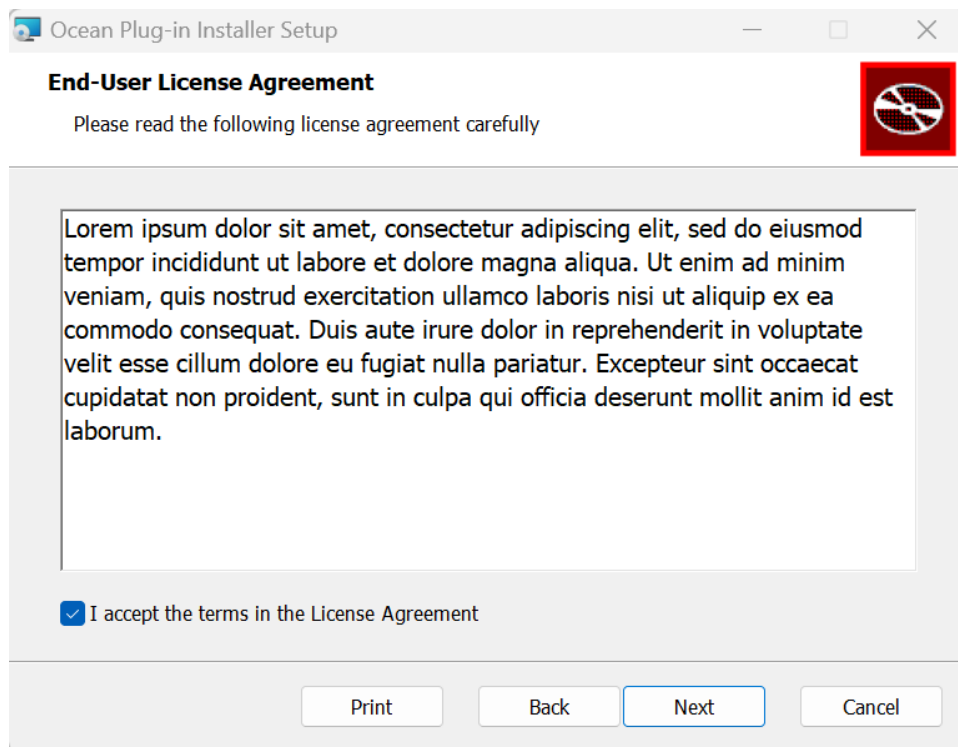 Ocean Plug-in Installer Setup
End-User License Agreement
Please read the following license agreement carefully
Lorem ipsum dolor sit amet, consectetur adipiscing elit, sed do eiusmod
tempor incididunt ut labore et dolore magna aliqua. Ut enim ad minim
veniam, quis nostrud exercitation ullamco laboris nisi ut aliquip ex ea
commodo consequat. Duis aute irure dolor in reprehenderit in voluptate
velit esse cillum dolore eu fugiat nulla pariatur. Excepteur sint occaecat
cupidatat non proident, sunt in culpa qui officia deserunt mollit anim id est
laborum.
I accept the terms in the License Agreement
Print Back Next Cancel